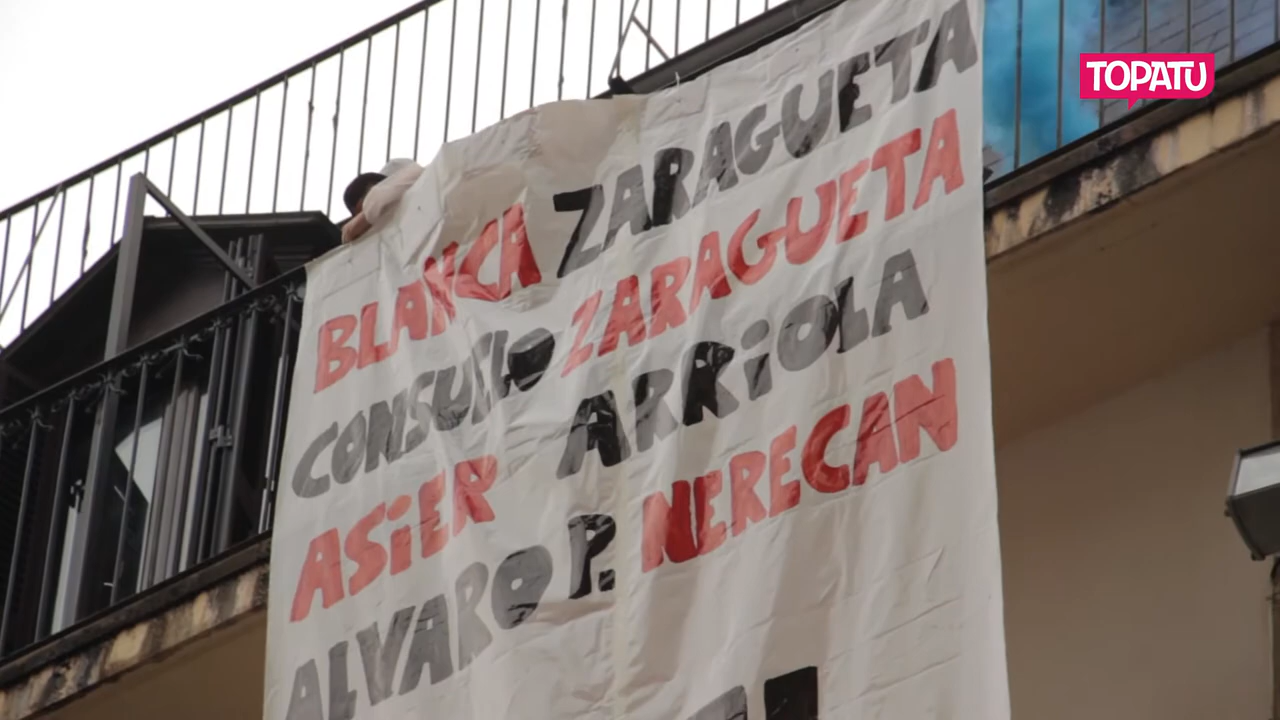 TOPATU
BLANCA ZARAGUETA
CONSUELO ZARAGUETA
ASiER ARRiOLA
ALVARO P. NERECAN